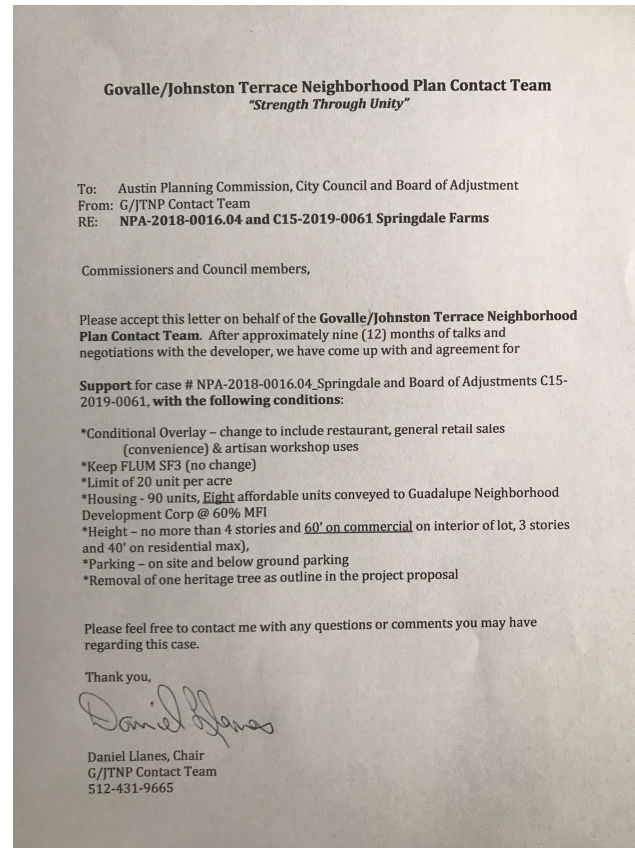 Govalle/Johnston Terrace Neighborhood Plan Contact Team
"Strength Through Unity"
To: Austin Planning Commission, City Council and Board of Adjustment
From: G/JTNP Contact Team
RE: NPA-2018-0016.04 and C15-2019-0061 Springdale Farms
Commissioners and Council members,
Please accept this letter on behalf of the Govalle/Johnston Terrace Neighborhood
Plan Contact Team. After approximately nine (12) months of talks and
negotiations with the developer, we have come up with and agreement for
Support for case # NPA-2018-0016.04_Springdale and Board of Adjustments C15-
2019-0061, with the following conditions:
*Conditional Overlay – change to include restaurant, general retail sales
(convenience) & artisan workshop uses
*Keep FLUM SF3 (no change)
*Limit of 20 unit per acre
*Housing - 90 units, Eight affordable units conveyed to Guadalupe Neighborhood
Development Corp @ 60% MFI
*Height – no more than 4 stories and 60' on commercial on interior of lot, 3 stories
and 40' on residential max),
*Parking – on site and below ground parking
*Removal of one heritage tree as outline in the project proposal
Please feel free to contact me with any questions or comments you may have
regarding this case.
Thank you,
Daniel Llanes
Daniel Llanes, Chair
G/JTNP Contact Team
512-431-9665